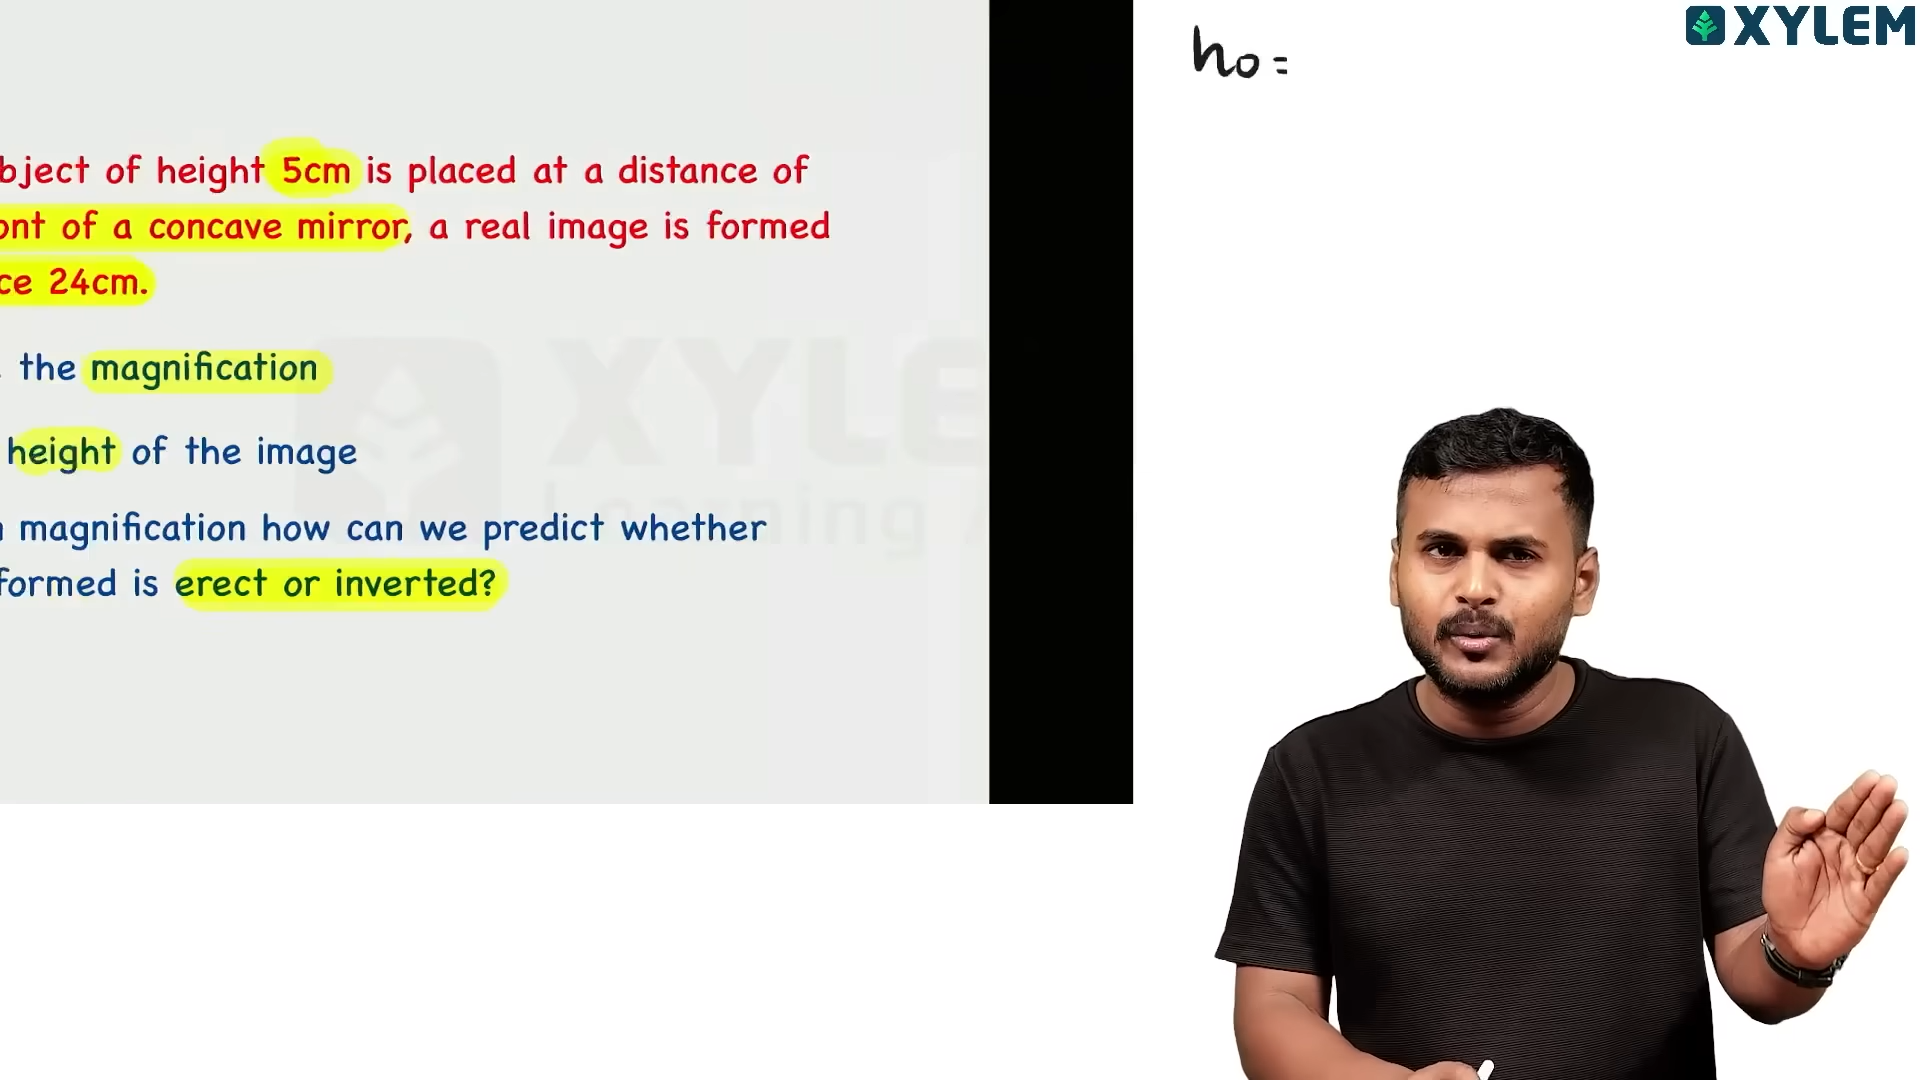 XYLEM
ho =
bject of height 5cm is placed at a distance of
ont of a concave mirror, a real image is formed
ce 24cm.
the magnification
height of the image
magnification how can we predict whether
formed is erect or inverted?
XYLE
Learning